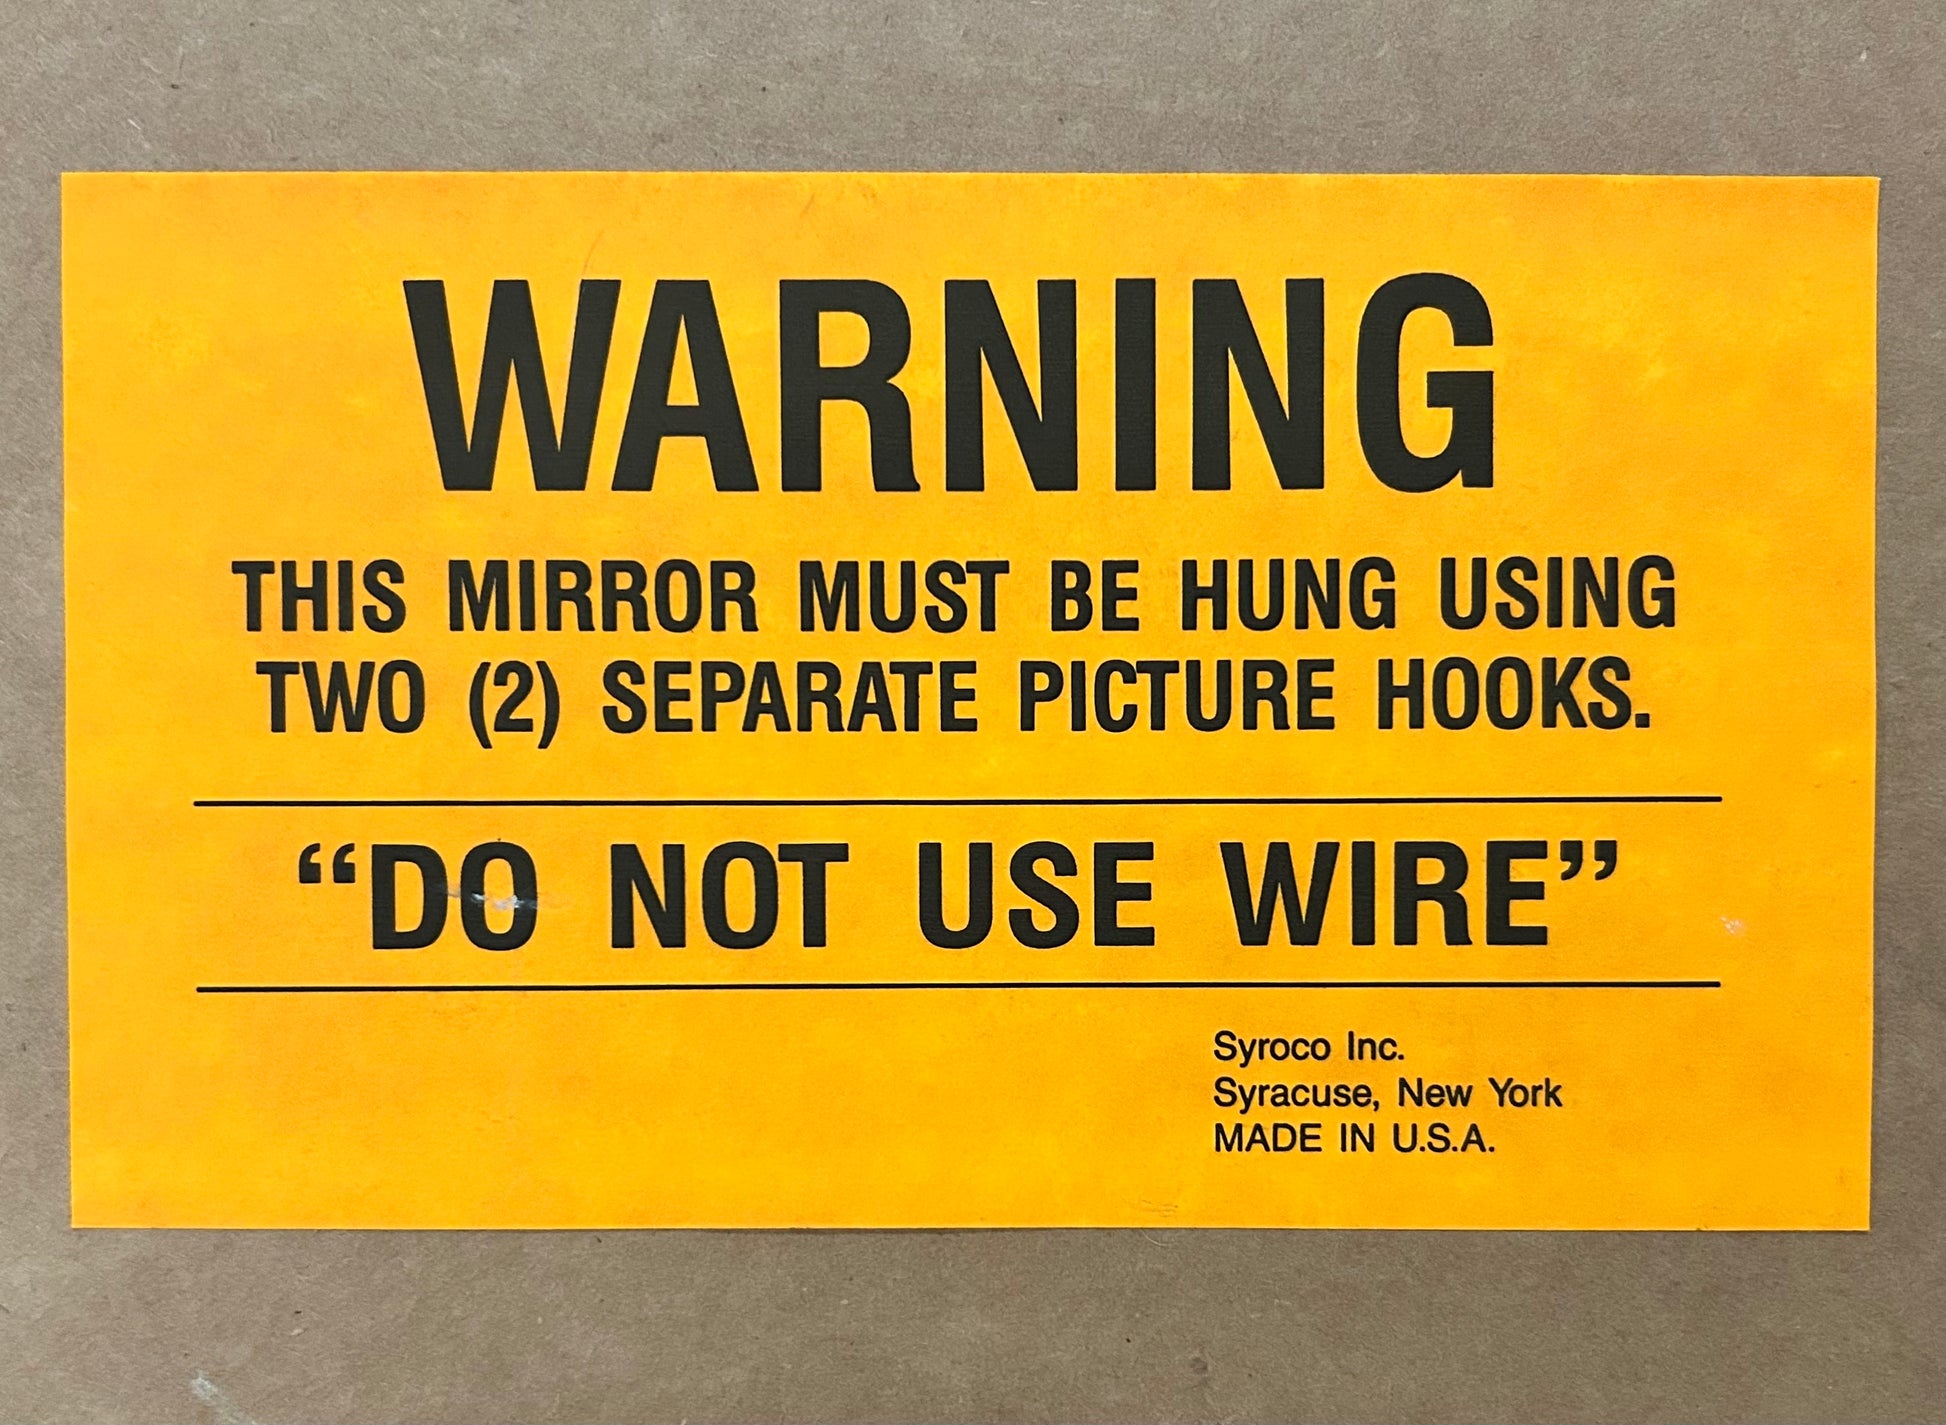 WARNING
THIS MIRROR MUST BE HUNG USING
TWO (2) SEPARATE PICTURE HOOKS.
“DO NOT USE WIRE”
Syroco Inc.
Syracuse, New York
MADE IN U.S.A.